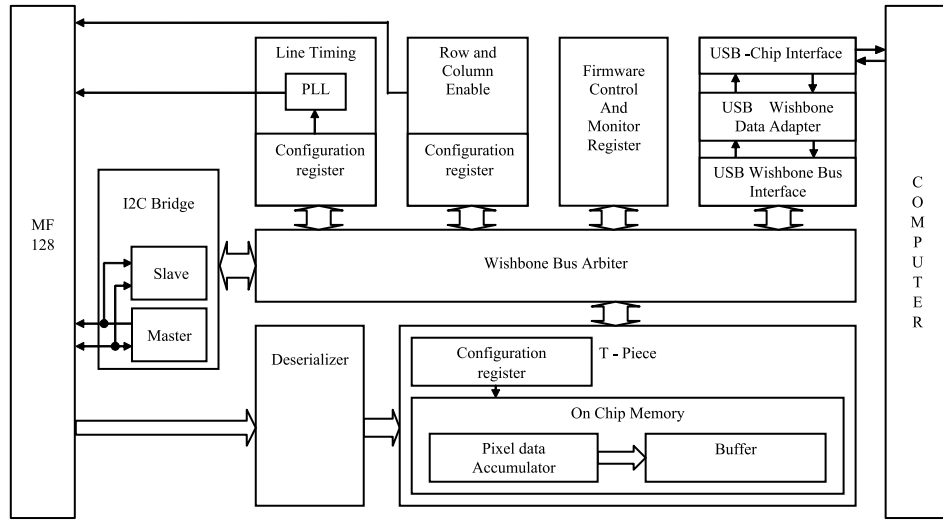 MF
128
I2C Bridge
Slave
Master
Line Timing
PLL
Configuration
register
Row and
Column
Enable
Configuration
register
Firmware
Control
And
Monitor
Register
USB -Chip Interface
USB Wishbone
Data Adapter
USB Wishbone Bus
Interface
Wishbone Bus Arbiter
Deserializer
T - Piece
Configuration
register
On Chip Memory
Pixel data
Accumulator
Buffer
C
O
M
P
U
T
E
R